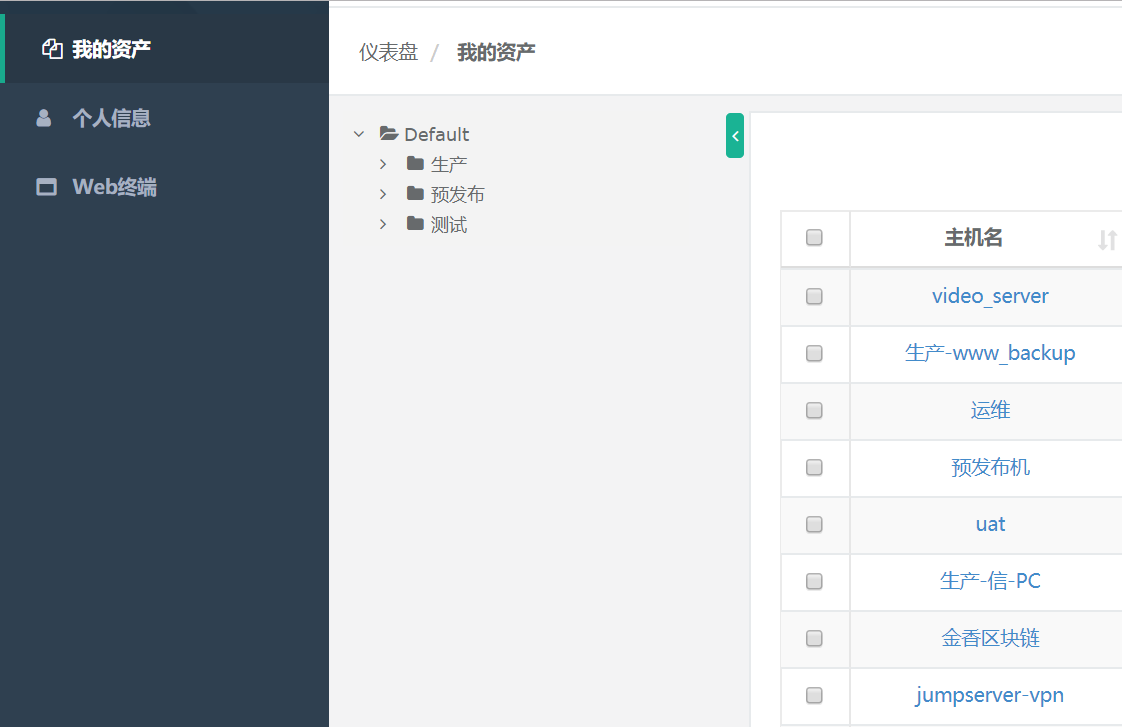 我的资产
个人信息
Web终端
仪表盘 / 我的资产
Default
生产
预发布
测试
主机名
video_server
生产-www_backup
运维
预发布机
uat
生产-信-PC
金香区块链
jumpserver-vpn